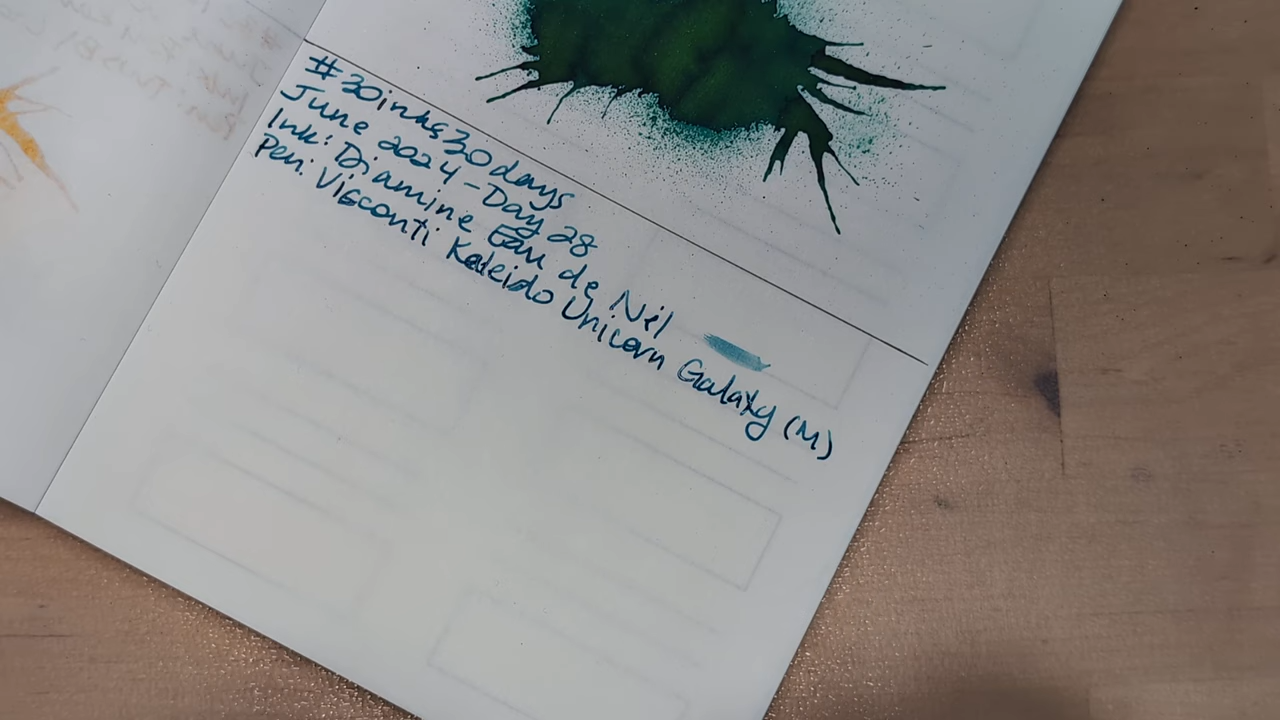 #30inks30days
June 2024 - Day 28
Ink: Diamine Eau de Nil
Pen: Visconti Kaleido Unicorn Galaxy (M)